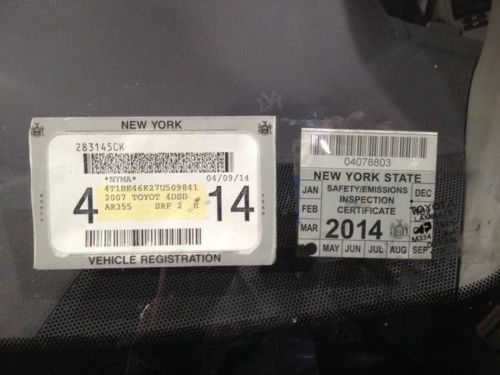 NEW YORK
283145CK
*NYMA* 04/09/14
4T1BE46K27U509841
2007 TOYOT 4DSD
AR355 SRF 2
4 14
VEHICLE REGISTRATION
04078803
NEW YORK STATE
JAN SAFETY/EMISSIONS DEC
INSPECTION
FEB CERTIFICATE
MAR 2014
MAY JUN JUL AUG SEP